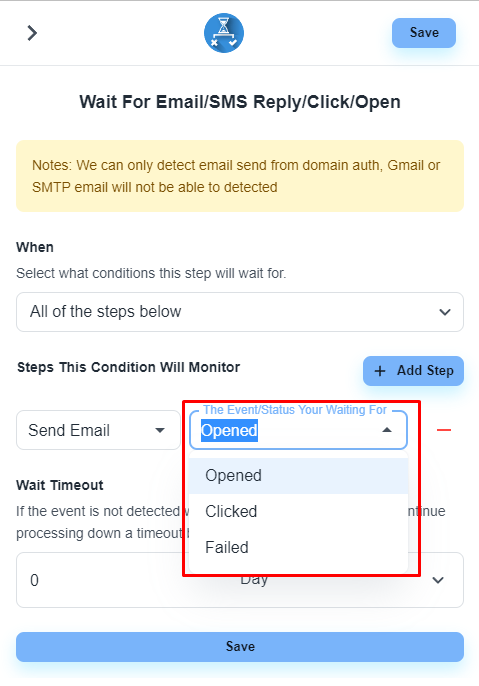 Save
Wait For Email/SMS Reply/Click/Open
Notes: We can only detect email send from domain auth, Gmail or
SMTP email will not be able to detected
When
Select what conditions this step will wait for.
All of the steps below
Steps This Condition Will Monitor
+ Add Step
The Event/Status Your Waiting For
Send Email
Opened
Opened
Clicked
Failed
Wait Timeout
If the event is not detected
processing down a timeout
0
Day
Save